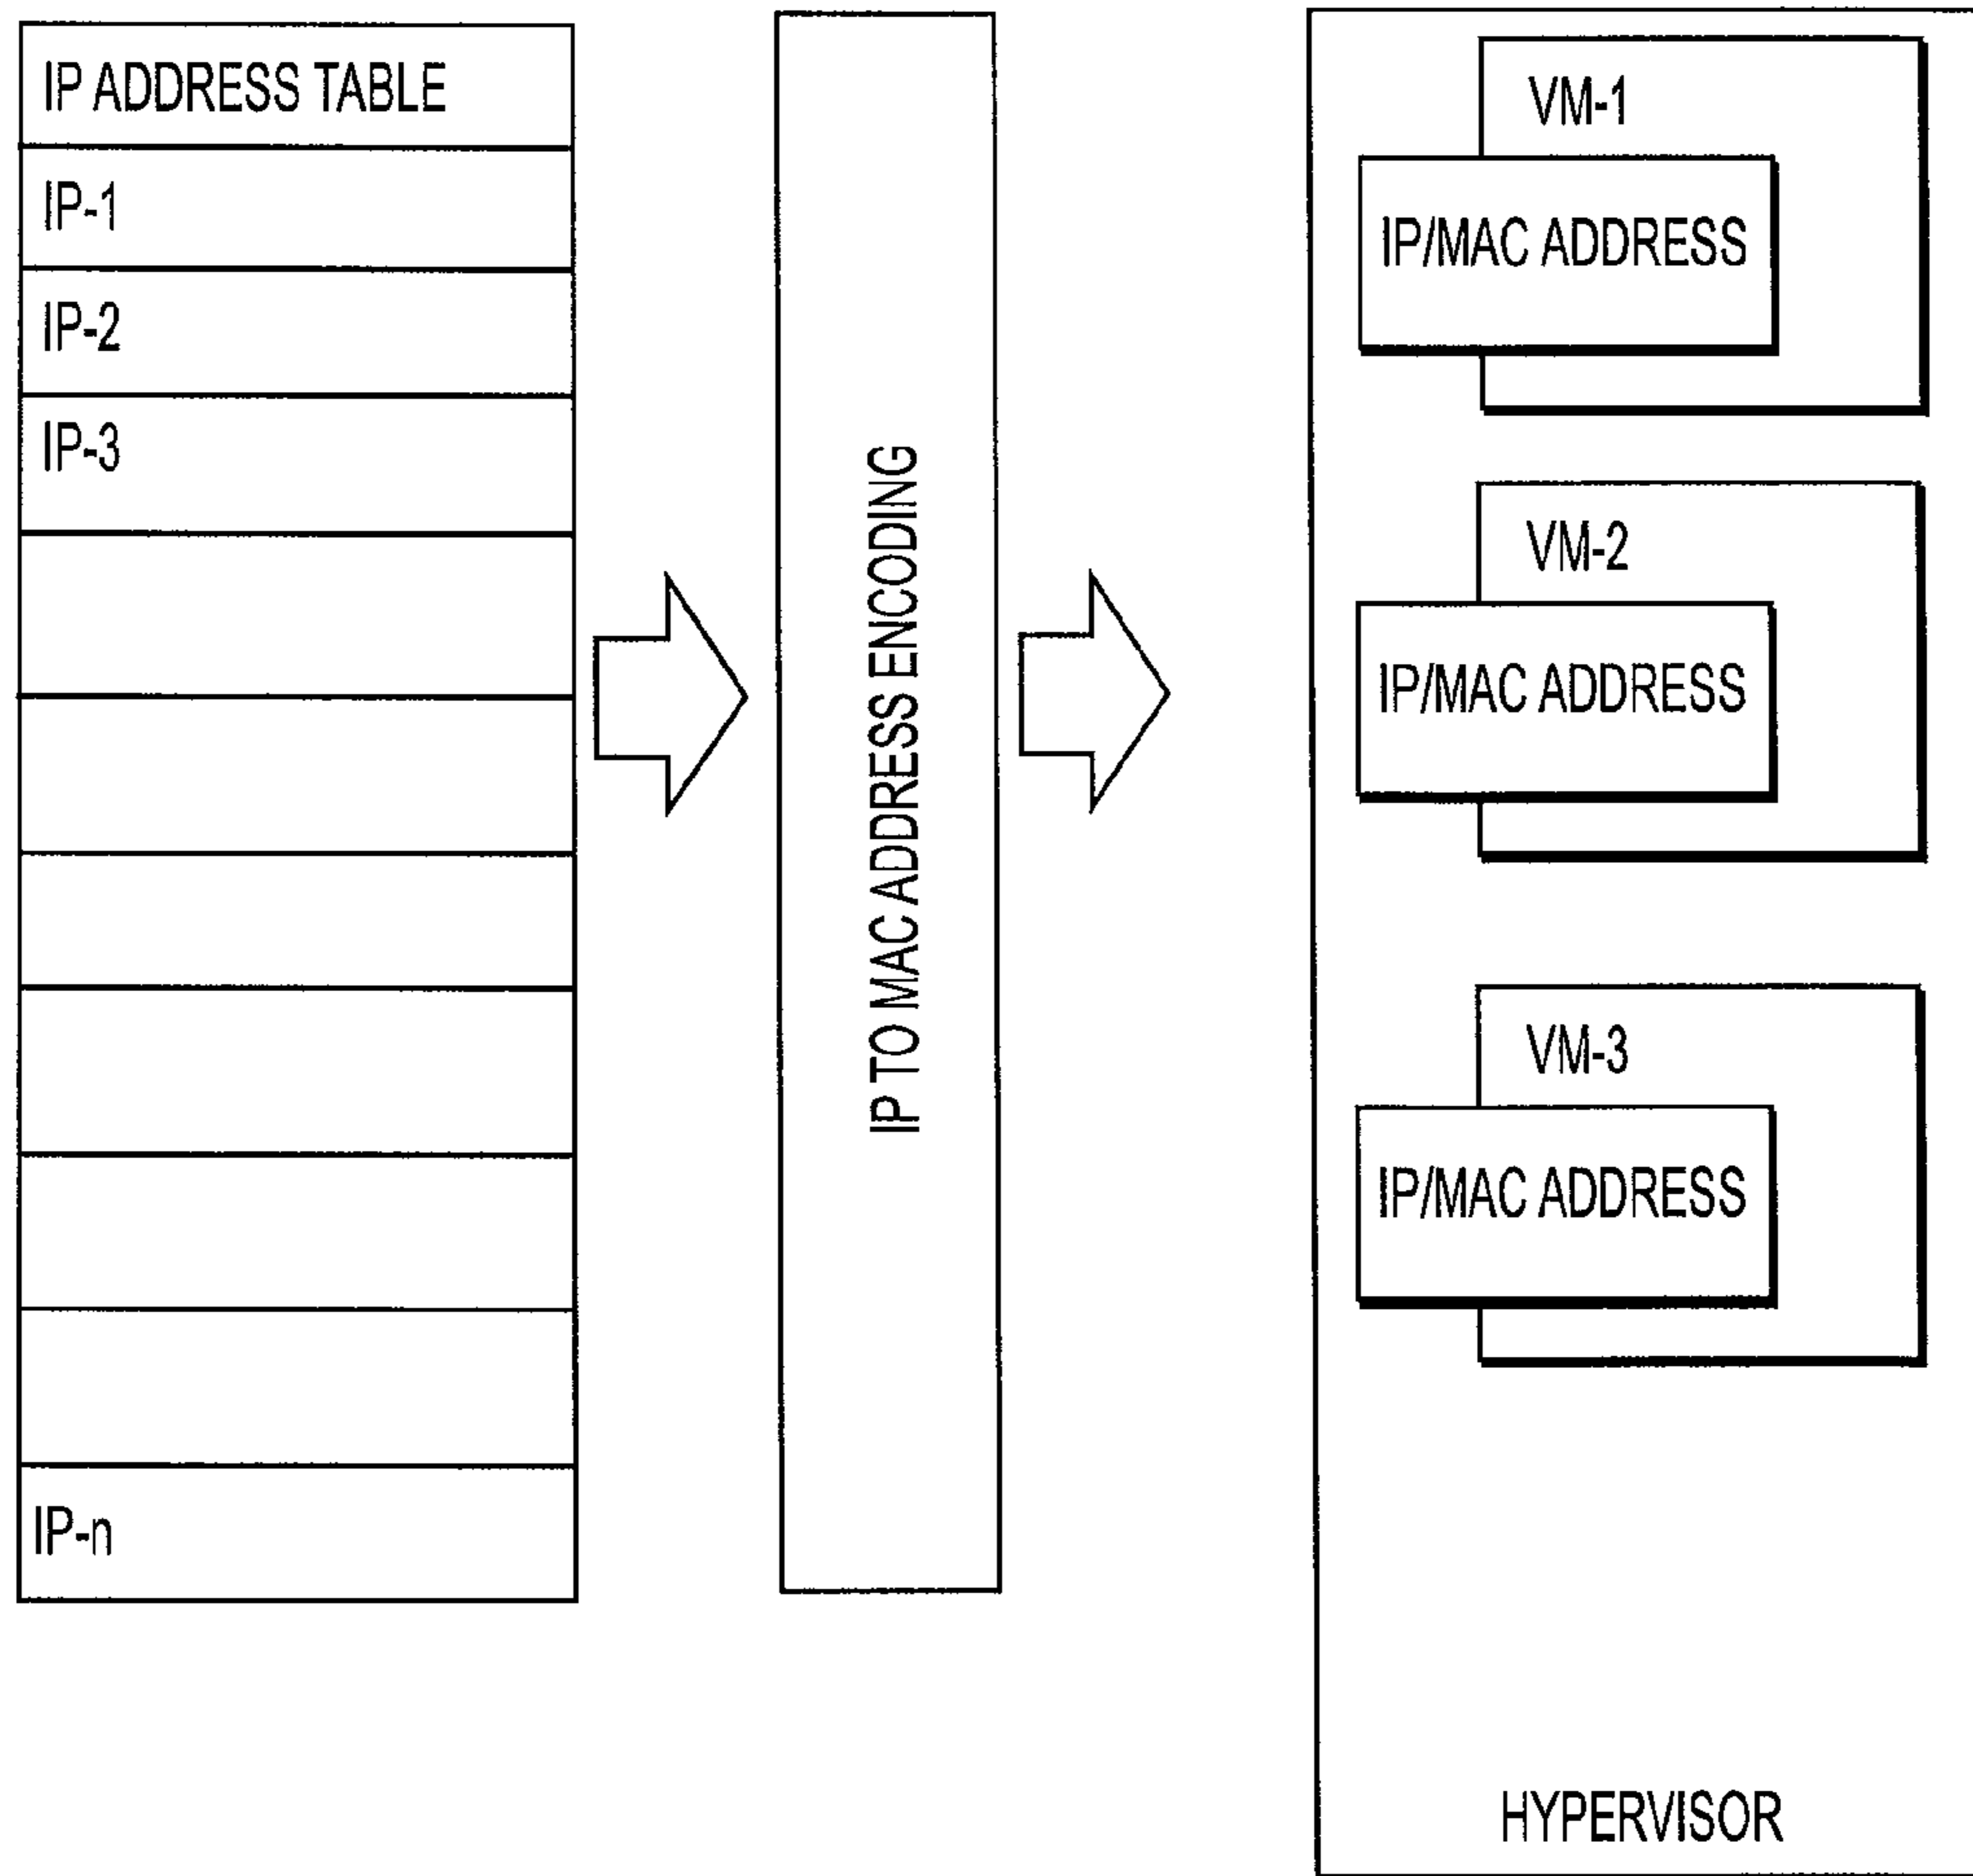 IP ADDRESS TABLE
IP-1
IP-2
IP-3
IP-n
IP TO MAC ADDRESS ENCODING
VM-1
IP/MAC ADDRESS
VM-2
IP/MAC ADDRESS
VM-3
IP/MAC ADDRESS
HYPERVISOR